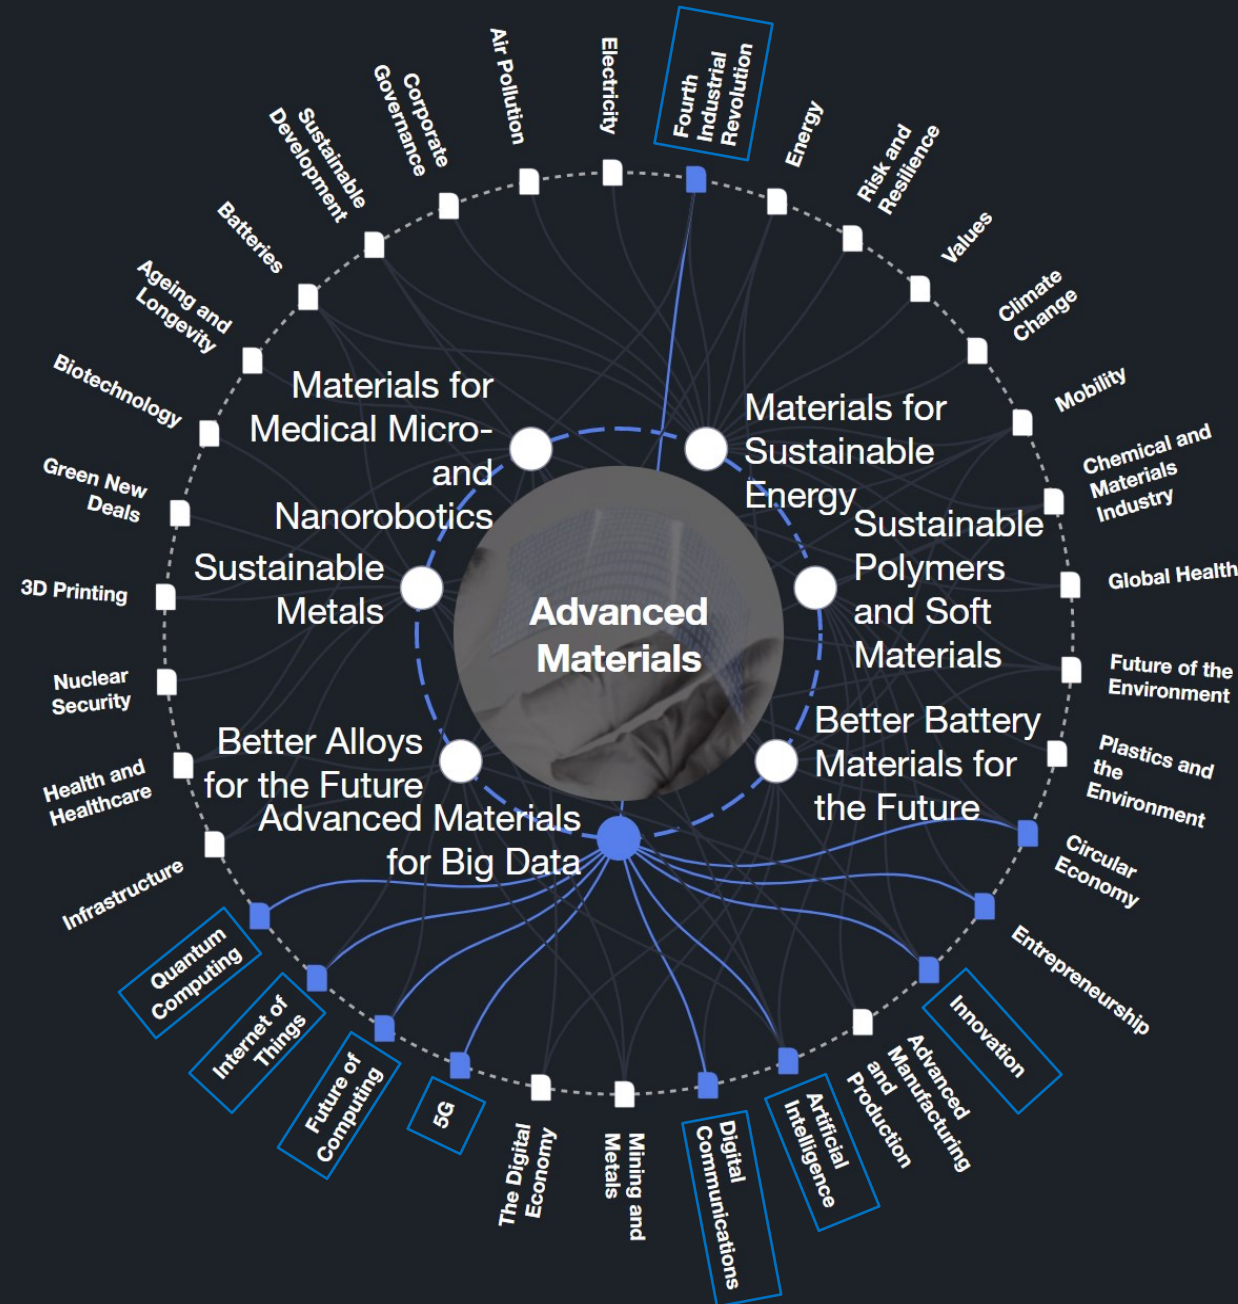 Electricity
Fourth
Industrial
Revolution
Energy
Risk and
Resilience
Values
Climate
Change
Mobility
Chemical and
Materials
Industry
Global Health
Future of the
Environment
Plastics and
the
Environment
Circular
Economy
Entrepreneurship
Innovation
Advanced
Manufacturing
and
Production
Artificial
Intelligence
Digital
Communications
Mining and
Metals
The Digital
Economy
5G
Future of
Computing
Internet of
Things
Quantum
Computing
Infrastructure
Health and
Healthcare
Nuclear
Security
3D Printing
Green New
Deals
Biotechnology
Ageing and
Longevity
Batteries
Sustainable
Development
Corporate
Governance
Air Pollution
Materials for
Medical Micro-
and
Nanorobotics
Materials for
Sustainable
Energy
Sustainable
Polymers
and Soft
Materials
Better Battery
Materials for
the Future
Advanced Materials
for Big Data
Better Alloys
for the Future
Sustainable
Metals
Advanced
Materials